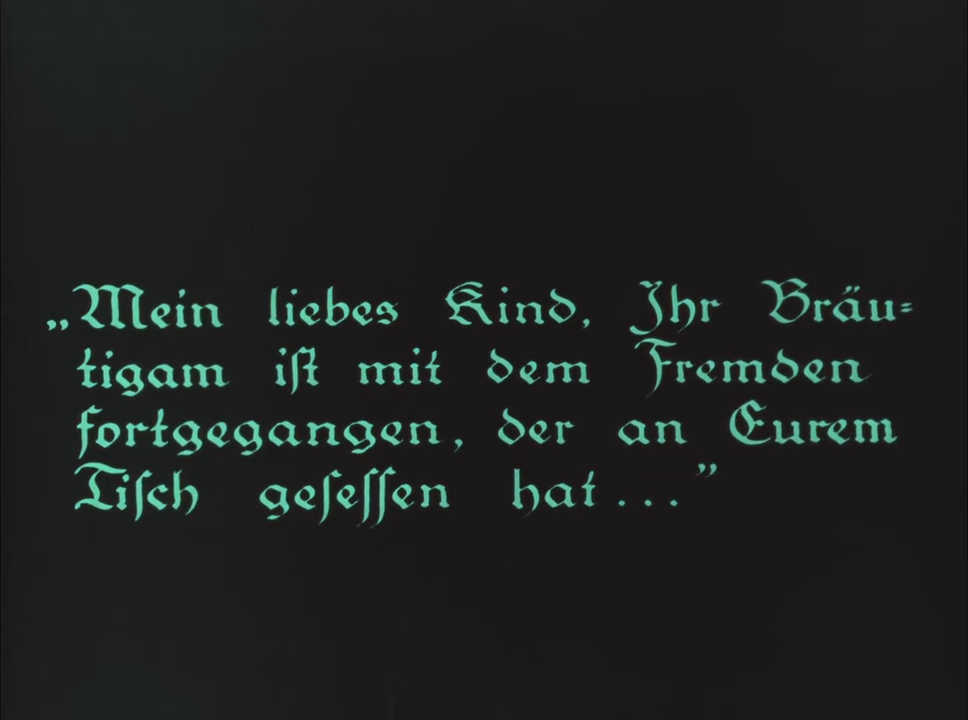 „Mein liebes Kind, Ihr Bräu-
tigam iſt mit dem Fremden
fortgegangen, der an Eurem
Tiſch geſeſſen hat...”